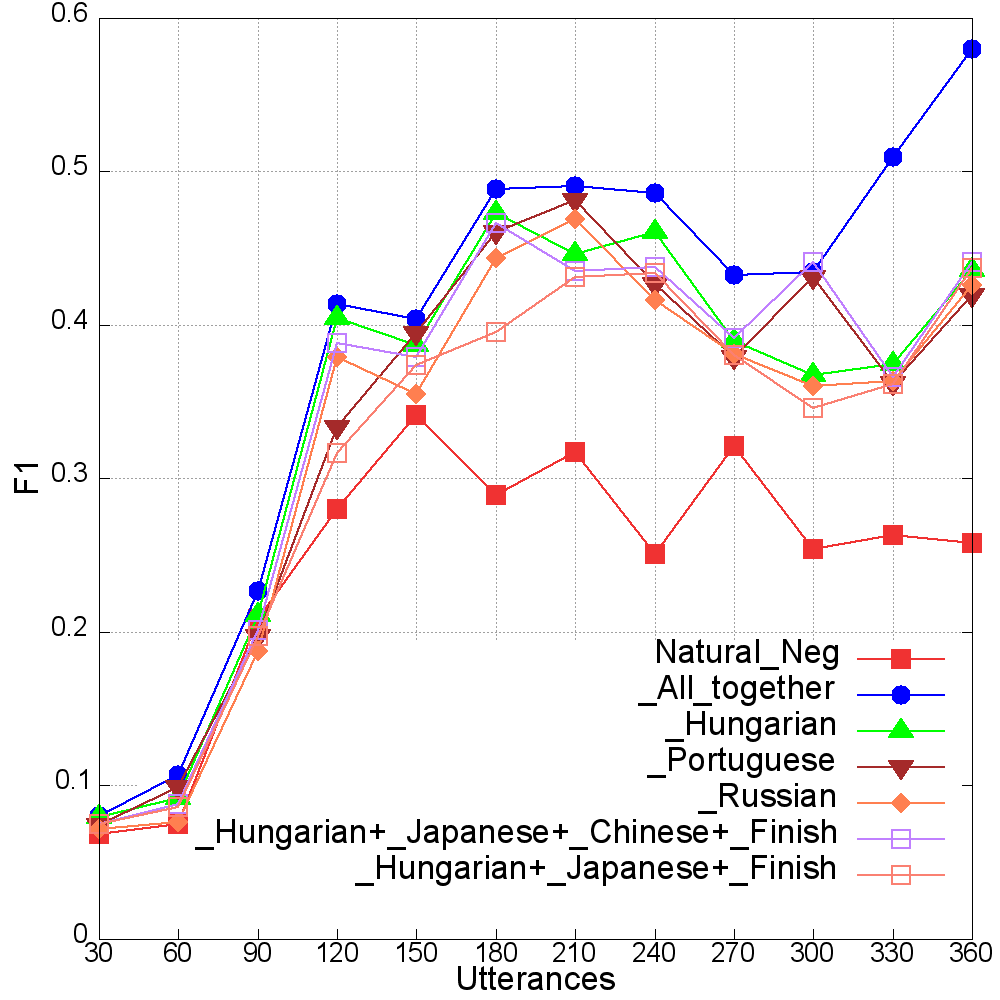 0.6
0.5
0.4
0.3
0.2
0.1
0
F1
Natural_Neg
_All_together
_Hungarian
_Portuguese
_Russian
_Hungarian+_Japanese+_Chinese+_Finish
_Hungarian+_Japanese+_Finish
30 60 90 120 150 180 210 240 270 300 330 360
Utterances